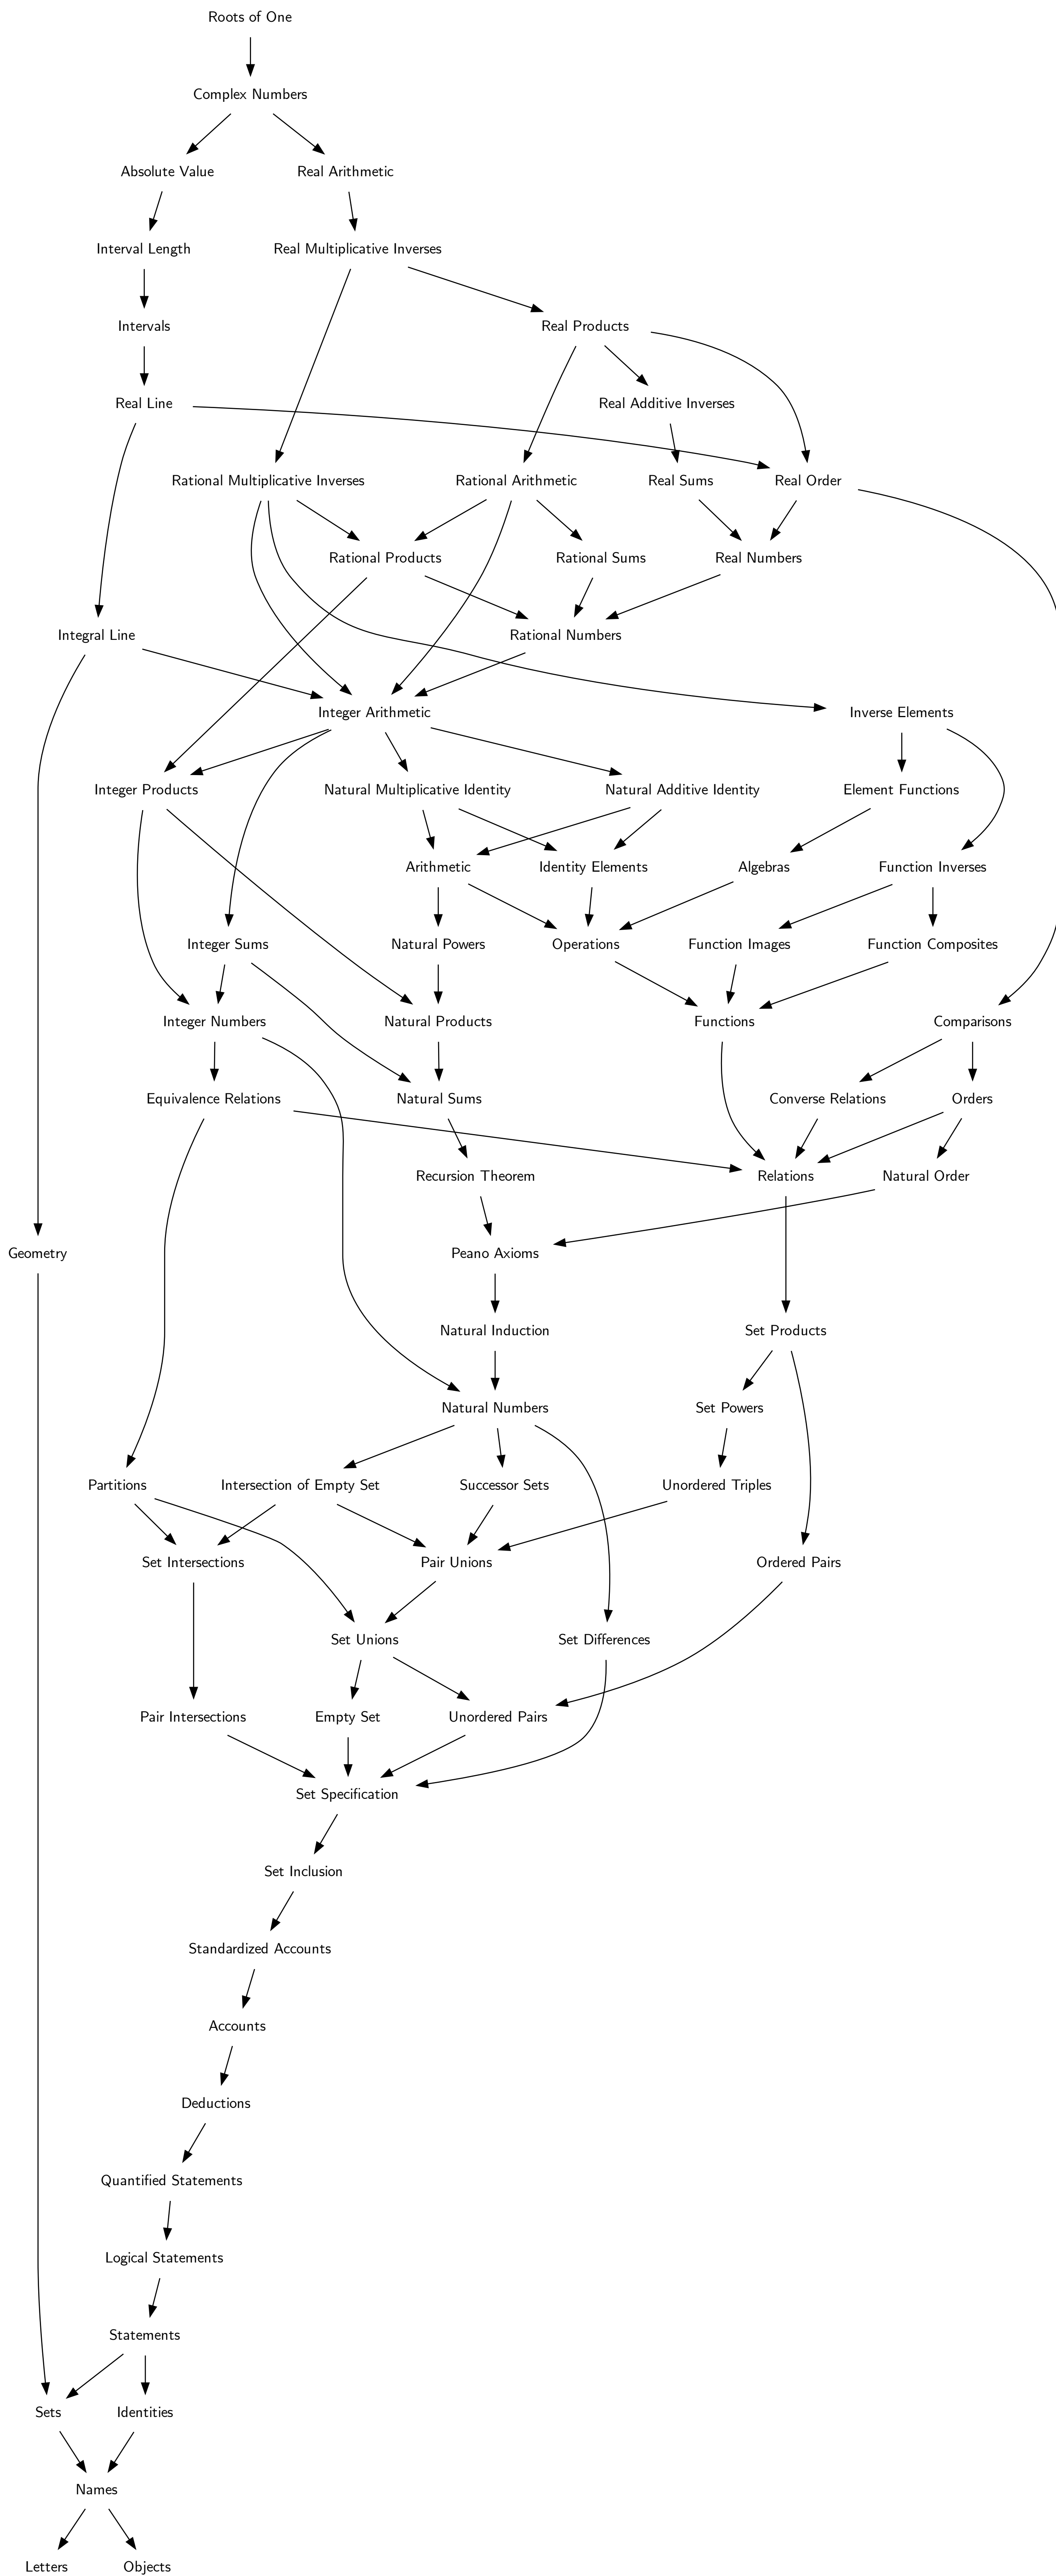 Roots of One
Complex Numbers
Absolute Value
Real Arithmetic
Interval Length
Real Multiplicative Inverses
Intervals
Real Products
Real Line
Real Additive Inverses
Rational Multiplicative Inverses
Rational Arithmetic
Real Sums
Real Order
Rational Products
Rational Sums
Real Numbers
Integral Line
Rational Numbers
Integer Arithmetic
Inverse Elements
Integer Products
Natural Multiplicative Identity
Natural Additive Identity
Element Functions
Arithmetic
Identity Elements
Algebras
Function Inverses
Integer Sums
Natural Powers
Operations
Function Images
Function Composites
Integer Numbers
Natural Products
Functions
Comparisons
Equivalence Relations
Natural Sums
Converse Relations
Orders
Recursion Theorem
Relations
Natural Order
Geometry
Peano Axioms
Natural Induction
Set Products
Natural Numbers
Set Powers
Partitions
Intersection of Empty Set
Successor Sets
Unordered Triples
Set Intersections
Pair Unions
Ordered Pairs
Set Unions
Set Differences
Pair Intersections
Empty Set
Unordered Pairs
Set Specification
Set Inclusion
Standardized Accounts
Accounts
Deductions
Quantified Statements
Logical Statements
Statements
Sets
Identities
Names
Letters
Objects